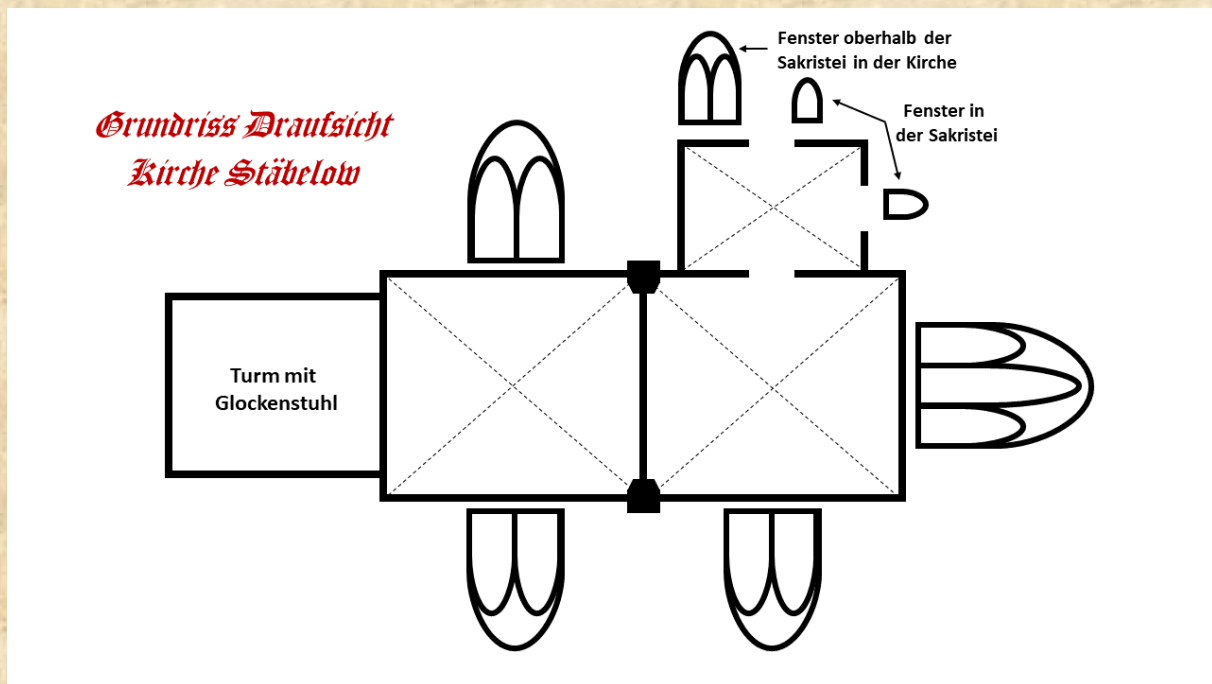 Grundriss Draufsicht
Kirche Stäbelow
Fenster oberhalb der
Sakristei in der Kirche
Fenster in
der Sakristei
Turm mit
Glockenstuhl